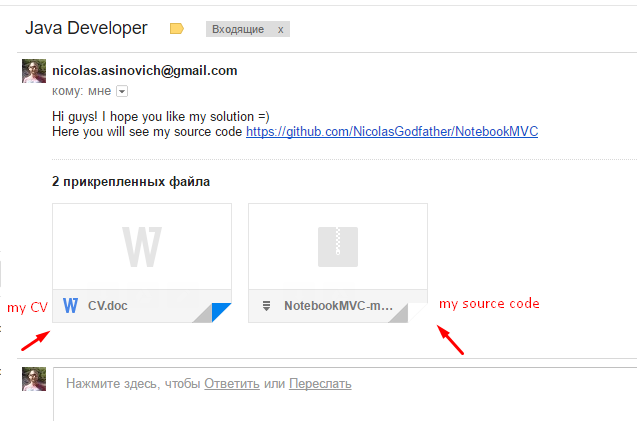 Java Developer
Входящие x
nicolas.asinovich@gmail.com
кому: мне
Hi guys! I hope you like my solution =)
Here you will see my source code https://github.com/NicolasGodfather/NotebookMVC
2 прикрепленных файла
W
W CV.doc
NotebookMVC-m...
my CV
my source code
Нажмите здесь, чтобы Ответить или Переслать